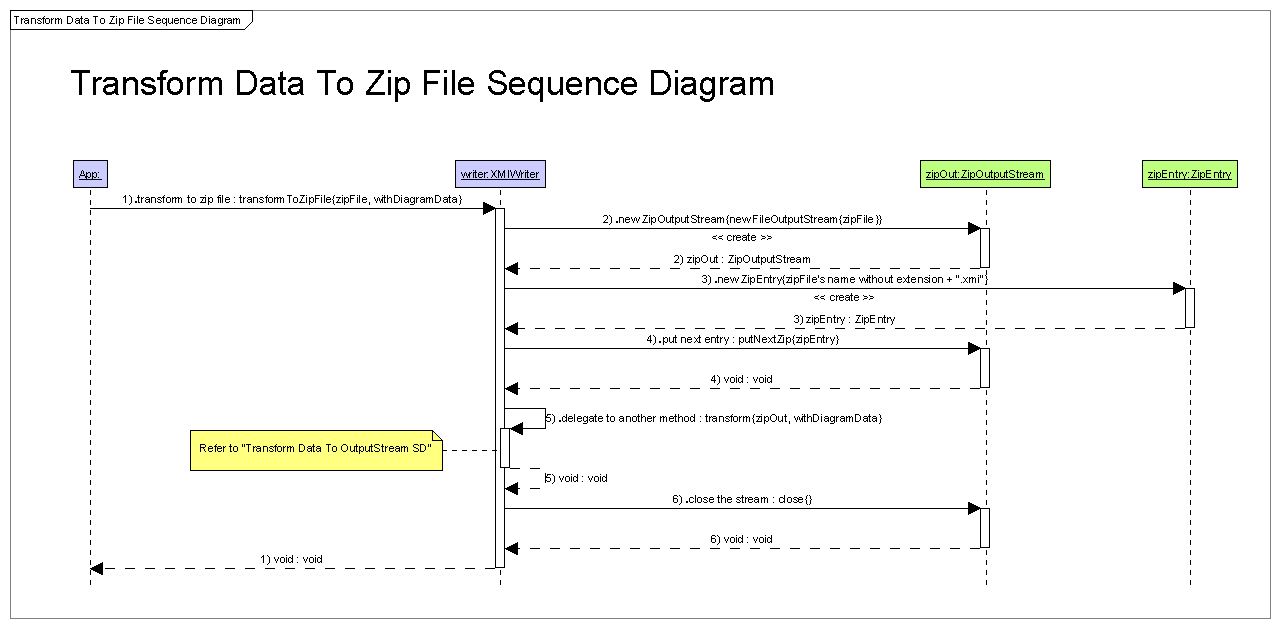 Transform Data To Zip File Sequence Diagram
Transform Data To Zip File Sequence Diagram
App:
writer:XMIWriter
zipOut:ZipOutputStream
zipEntry:ZipEntry
1) .transform to zip file : transformToZipFile{zipFile, withDiagramData}
2) .new ZipOutputStream{new FileOutputStream{zipFile}}
<< create >>
2) zipOut : ZipOutputStream
3) .new ZipEntry{zipFile's name without extension + ".xmi"}
<< create >>
3) zipEntry : ZipEntry
4) .put next entry : putNextZip{zipEntry}
4) void : void
5) .delegate to another method : transform{zipOut, withDiagramData}
Refer to "Transform Data To OutputStream SD"
5) void : void
6) .close the stream : close{}
6) void : void
1) void : void